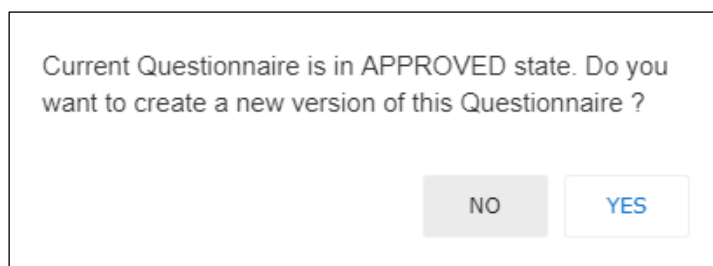 Current Questionnaire is in APPROVED state. Do you
want to create a new version of this Questionnaire ?
NO
YES